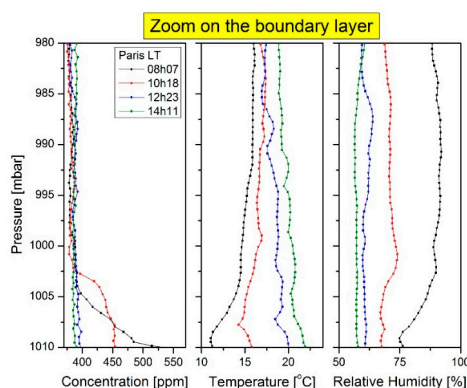 Zoom on the boundary layer
Paris LT
08h07
10h18
12h23
14h11
Pressure [mbar]
980
985
990
995
1000
1005
1010
400 450 500 550
Concentration [ppm]
10 15 20
Temperature [°C]
50 75 100
Relative Humidity [%]